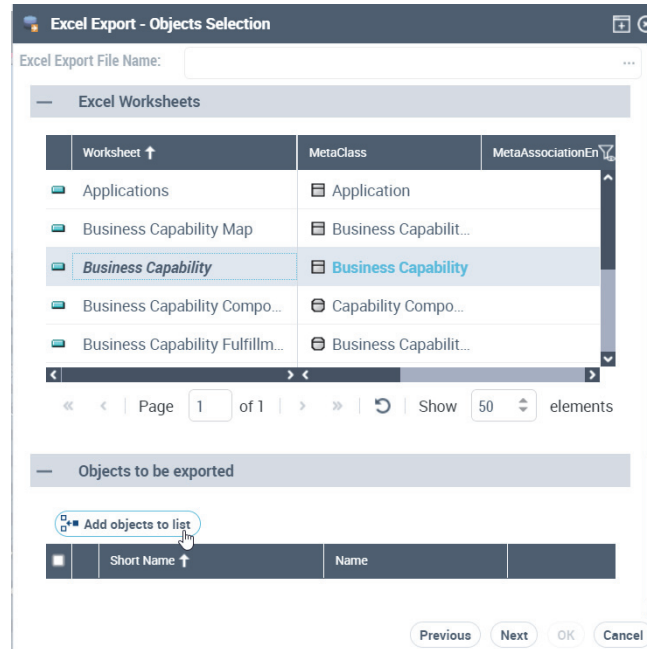 Excel Export - Objects Selection
Excel Export File Name:
...
Excel Worksheets
Worksheet MetaClass MetaAssociationEn
Applications Application
Business Capability Map Business Capabilit...
Business Capability Business Capability
Business Capability Compo... Capability Compo...
Business Capability Fulfillm... Business Capabilit...
Page 1 of 1 Show 50 elements
Objects to be exported
Add objects to list
Short Name Name
Previous Next OK Cancel